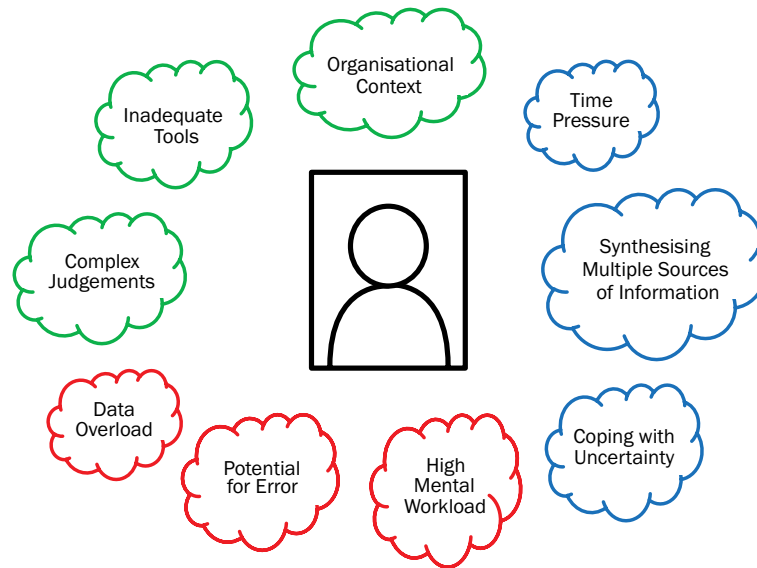 Organisational
Context
Inadequate
Tools
Time
Pressure
Complex
Judgements
Synthesising
Multiple Sources
of Information
Data
Overload
Potential
for Error
High
Mental
Workload
Coping with
Uncertainty